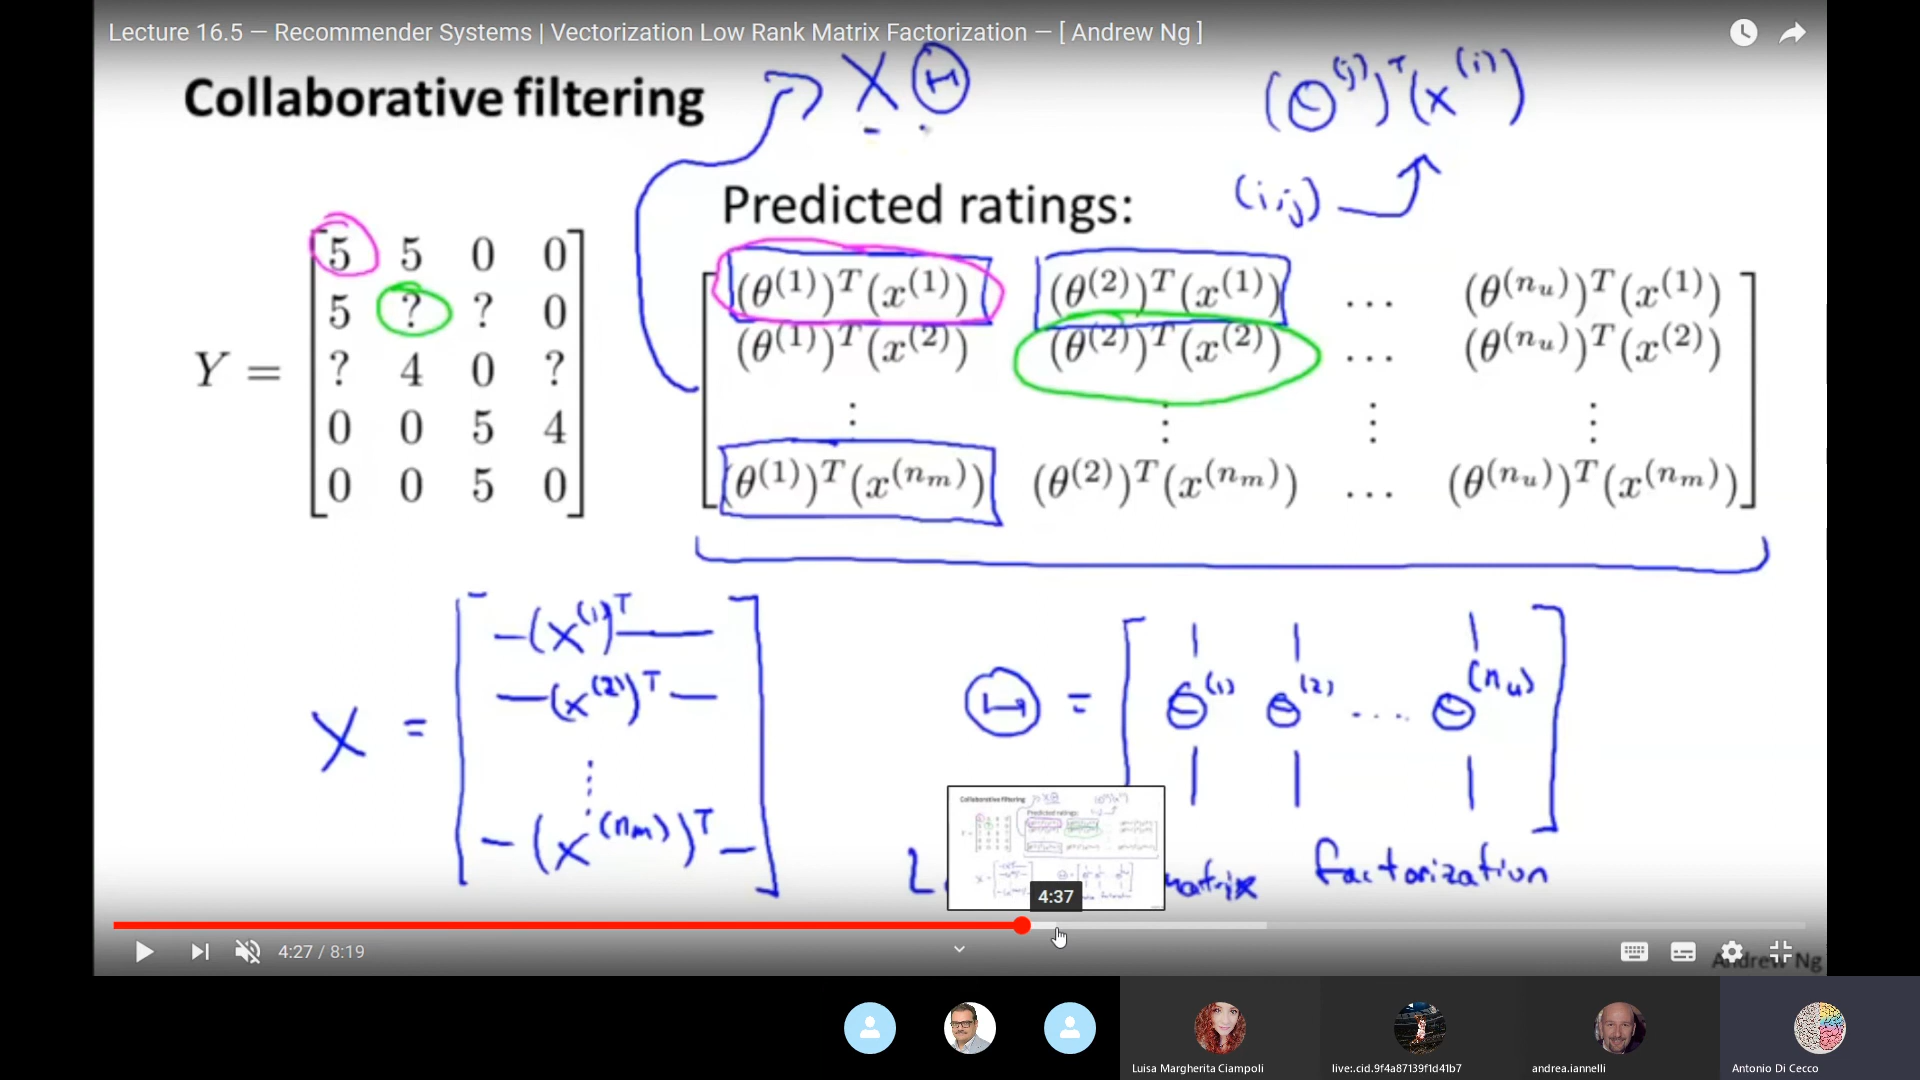 Lecture 16.5 — Recommender Systems | Vectorization Low Rank Matrix Factorization — [ Andrew Ng ]
Collaborative filtering
X Θ
(Θ^(j))^T (x^(i))
(i,j)
Predicted ratings:
Y =
5 5 0 0
5 ? ? 0
? 4 0 ?
0 0 5 4
0 0 5 0
(θ^(1))^T(x^(1)) (θ^(2))^T(x^(1)) ... (θ^(n_u))^T(x^(1))
(θ^(1))^T(x^(2)) (θ^(2))^T(x^(2)) ... (θ^(n_u))^T(x^(2))
⋮ ⋮ ⋮ ⋮
(θ^(1))^T(x^(n_m)) (θ^(2))^T(x^(n_m)) ... (θ^(n_u))^T(x^(n_m))
X =
—(x^(1))^T—
—(x^(2))^T—
⋮
—(x^(n_m))^T—
Θ = Θ^(1) Θ^(2) .... Θ^(n_u)
matrix factorization
4:37
4:27 / 8:19
Andrew Ng
Luisa Margherita Ciampoli
live:.cid.9f4a87139f1d41b7
andrea.iannelli
Antonio Di Cecco